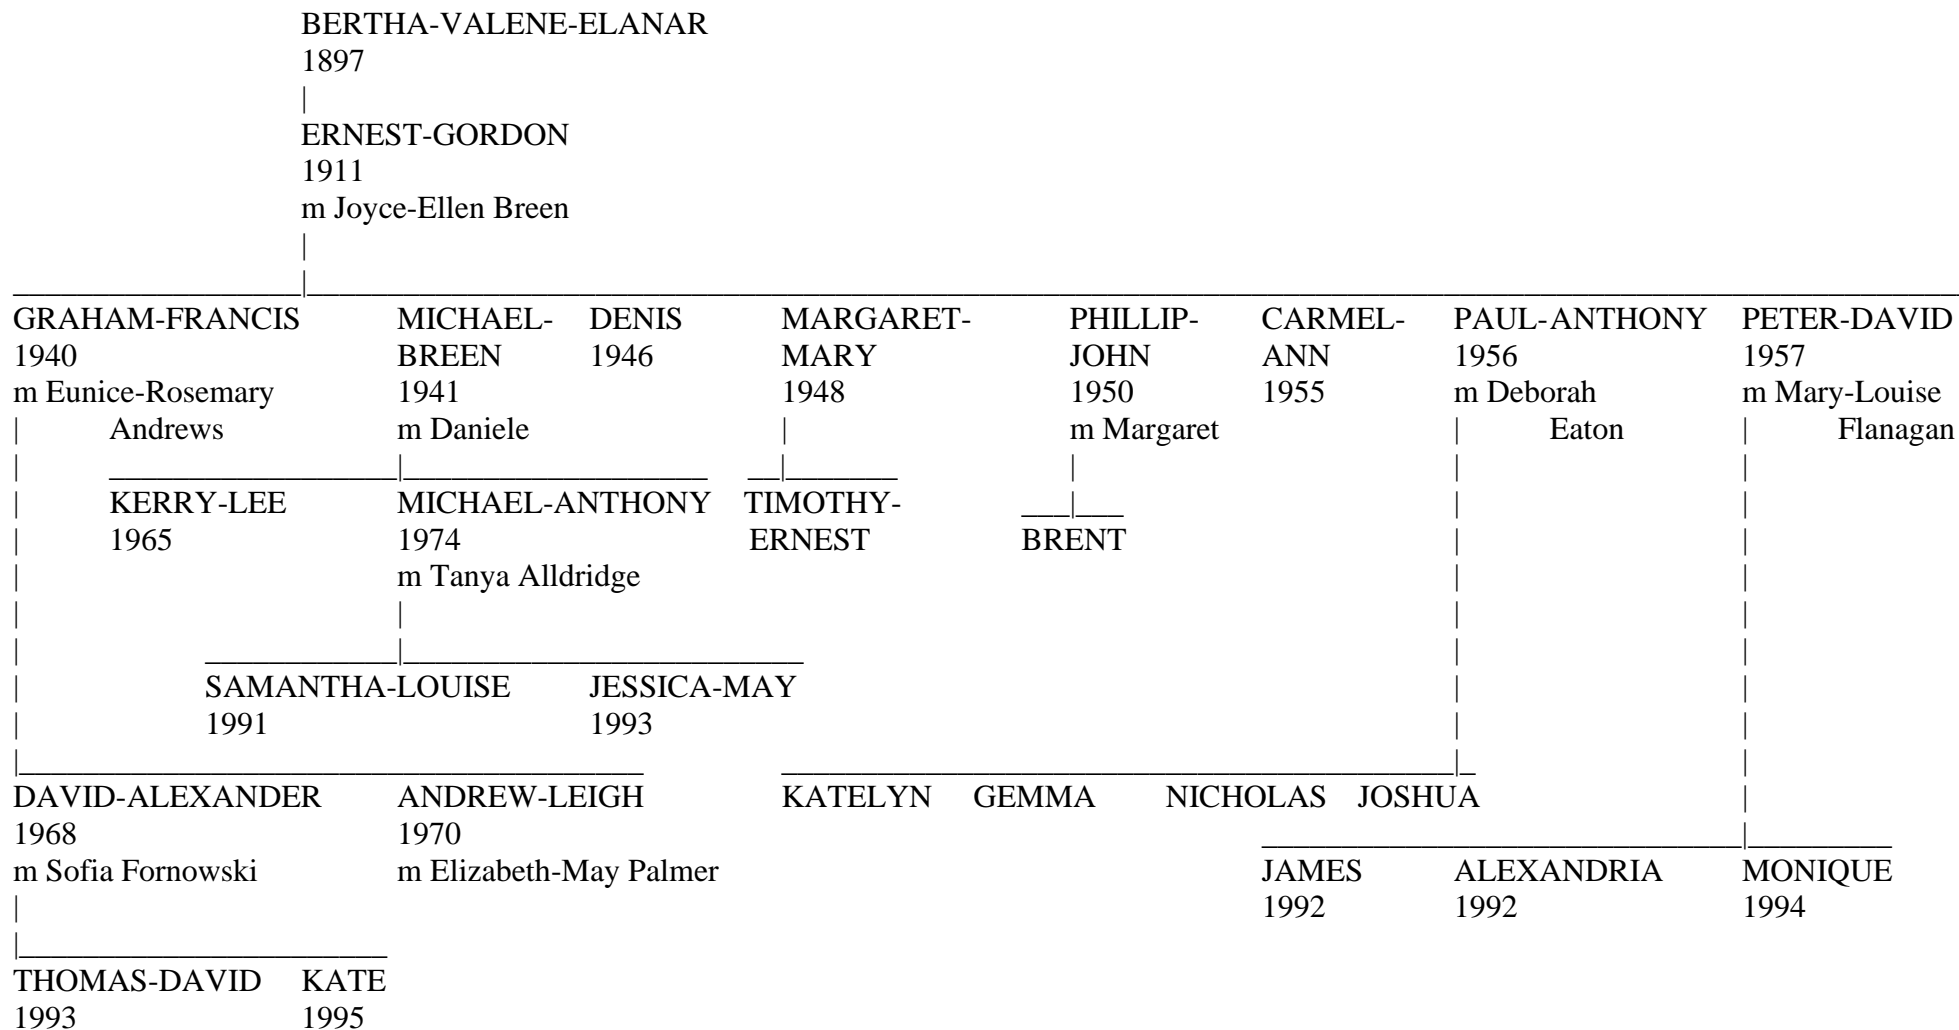 BERTHA-VALENE-ELANAR
1897
ERNEST-GORDON
1911
m Joyce-Ellen Breen
GRAHAM-FRANCIS MICHAEL- DENIS MARGARET- PHILLIP- CARMEL- PAUL-ANTHONY PETER-DAVID
1940 BREEN 1946 MARY JOHN ANN 1956 1957
m Eunice-Rosemary 1941 1948 1950 1955 m Deborah m Mary-Louise
Andrews m Daniele m Margaret Eaton Flanagan
KERRY-LEE MICHAEL-ANTHONY TIMOTHY-
1965 1974 ERNEST BRENT
m Tanya Alldridge
SAMANTHA-LOUISE JESSICA-MAY
1991 1993
DAVID-ALEXANDER ANDREW-LEIGH KATELYN GEMMA NICHOLAS JOSHUA
1968 1970
m Sofia Fornowski m Elizabeth-May Palmer JAMES ALEXANDRIA MONIQUE
1992 1992 1994
THOMAS-DAVID KATE
1993 1995